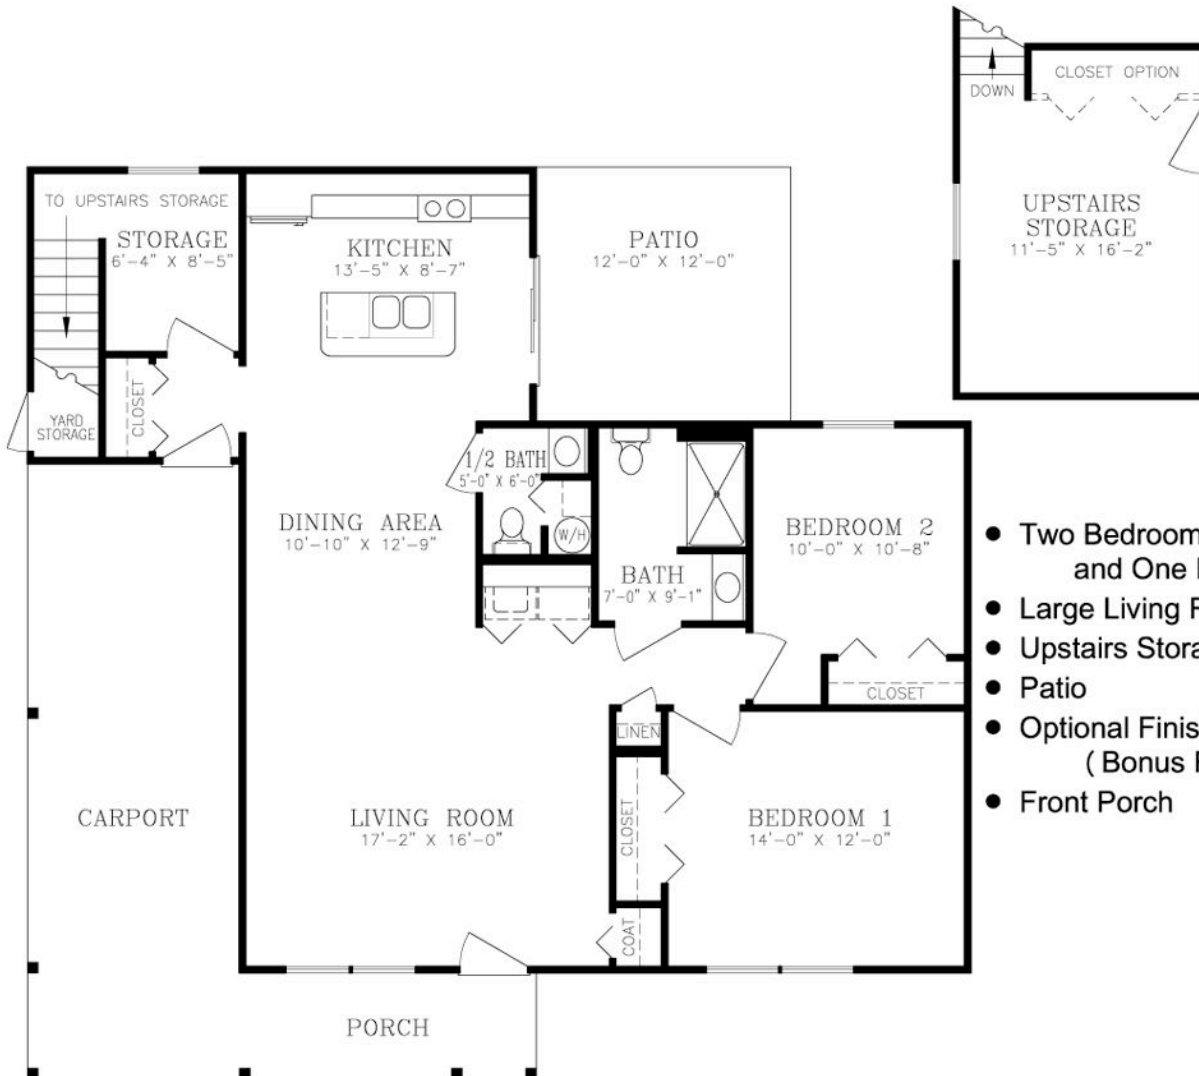 DOWN
CLOSET OPTION
UPSTAIRS
STORAGE
11'-5" X 16'-2"
TO UPSTAIRS STORAGE
STORAGE
6'-4" X 8'-5"
KITCHEN
13'-5" X 8'-7"
PATIO
12'-0" X 12'-0"
CLOSET
YARD
STORAGE
1/2 BATH
5'-0" X 6'-0"
W/H
DINING AREA
10'-10" X 12'-9"
BATH
7'-0" X 9'-1"
BEDROOM 2
10'-0" X 10'-8"
CLOSET
LINEN
CARPORT
LIVING ROOM
17'-2" X 16'-0"
CLOSET
BEDROOM 1
14'-0" X 12'-0"
COAT
PORCH
• Two Bedroom
and One
• Large Living
• Upstairs
• Patio
• Optional
( Bonus
• Front Porch